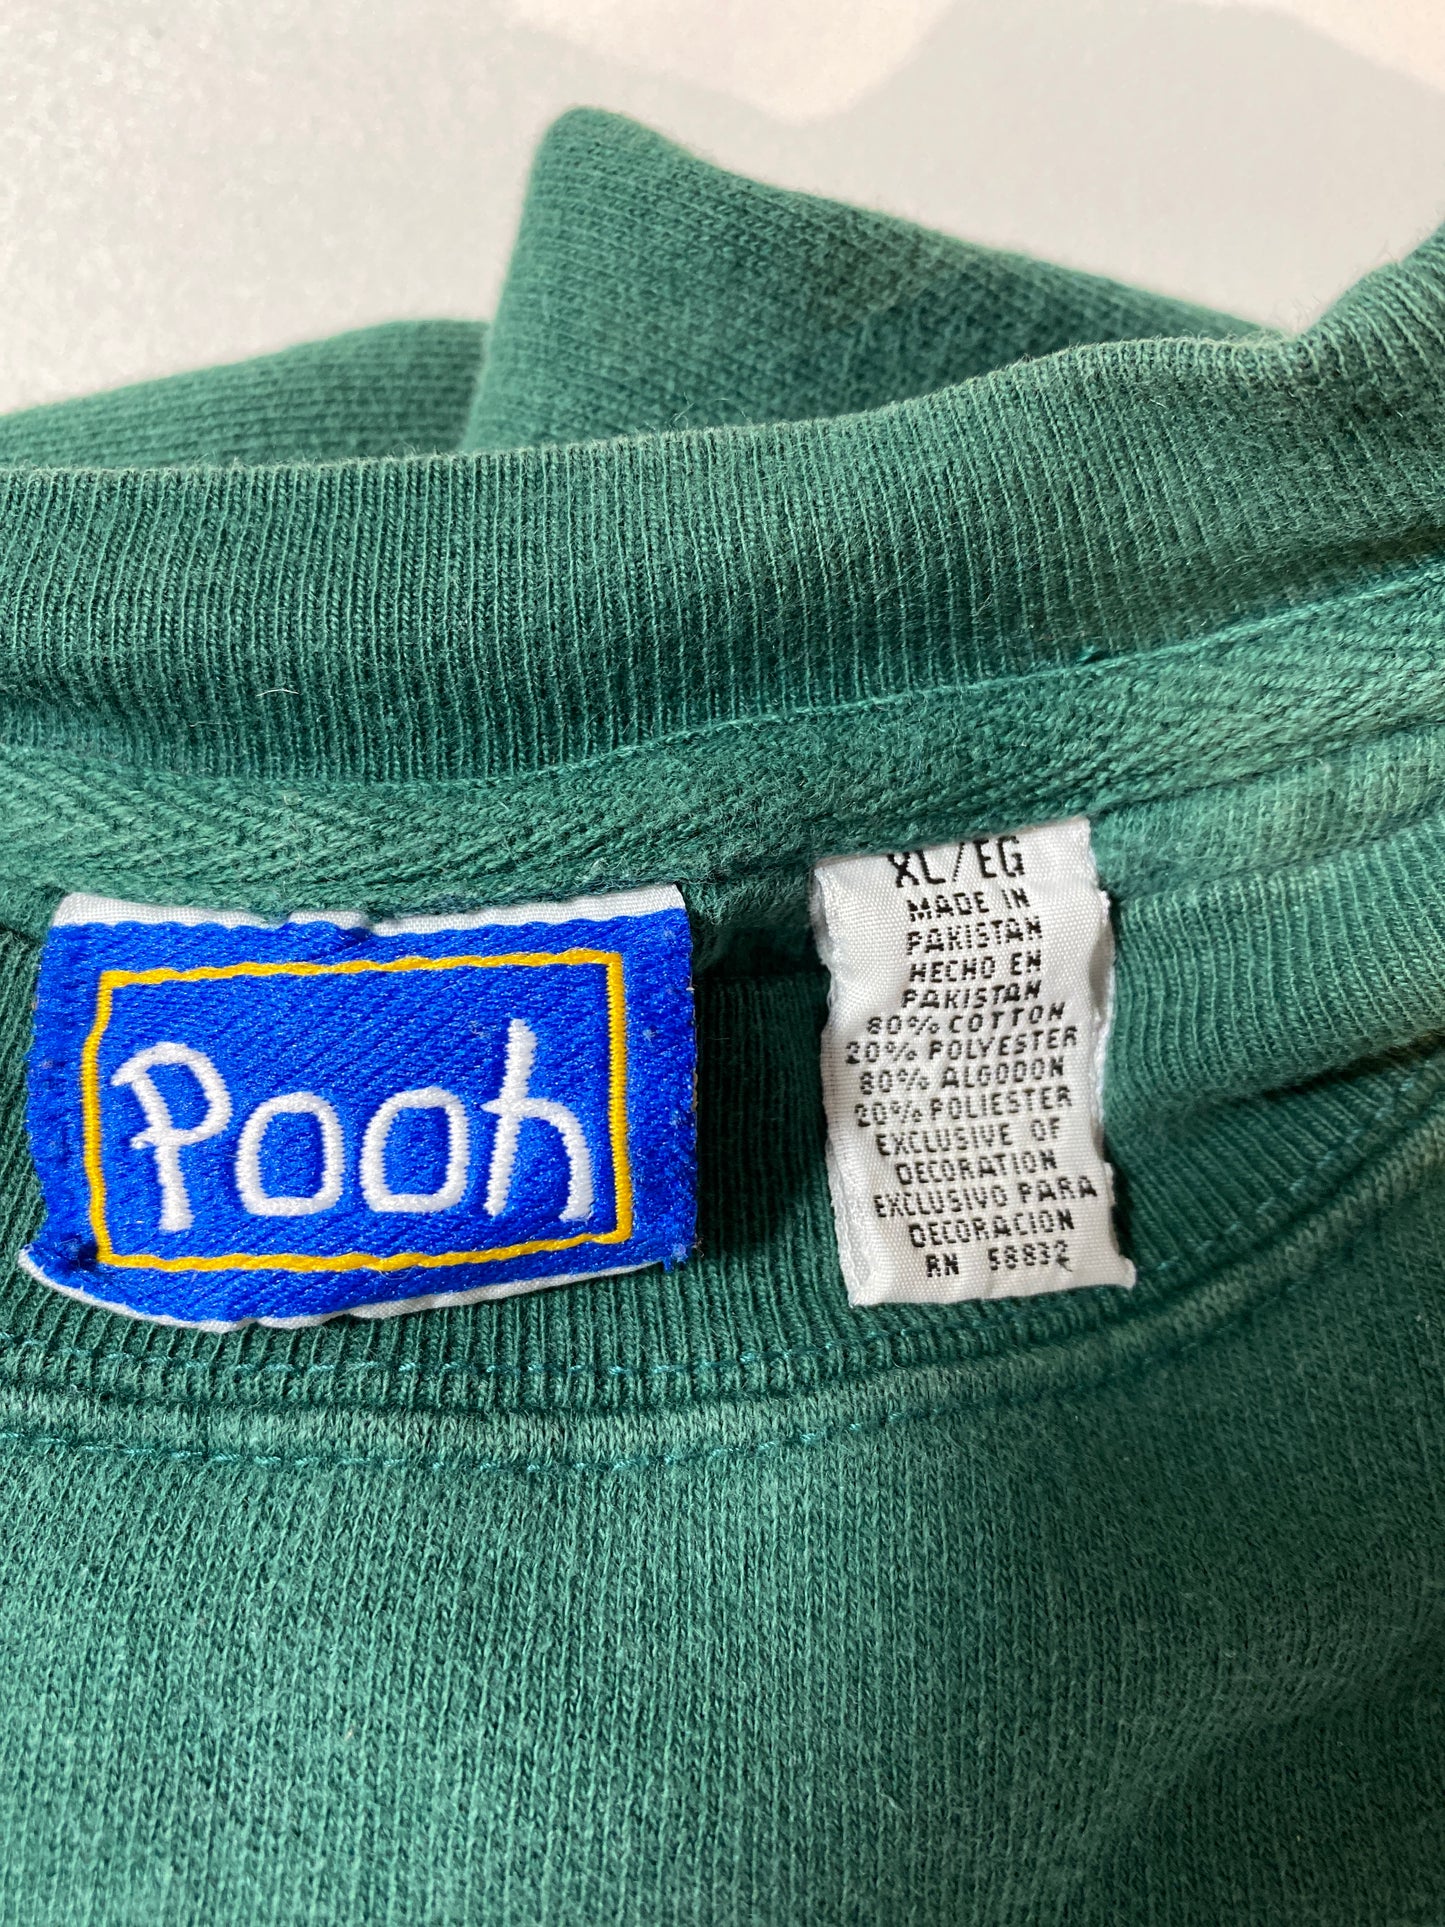 Pooh
XL/EG
MADE IN
PAKISTAN
HECHO EN
PAKISTAN
80% COTTON
20% POLYESTER
80% ALGODON
20% POLIESTER
EXCLUSIVE OF
DECORATION
EXCLUSIVO PARA
DECORACION
RN 58832